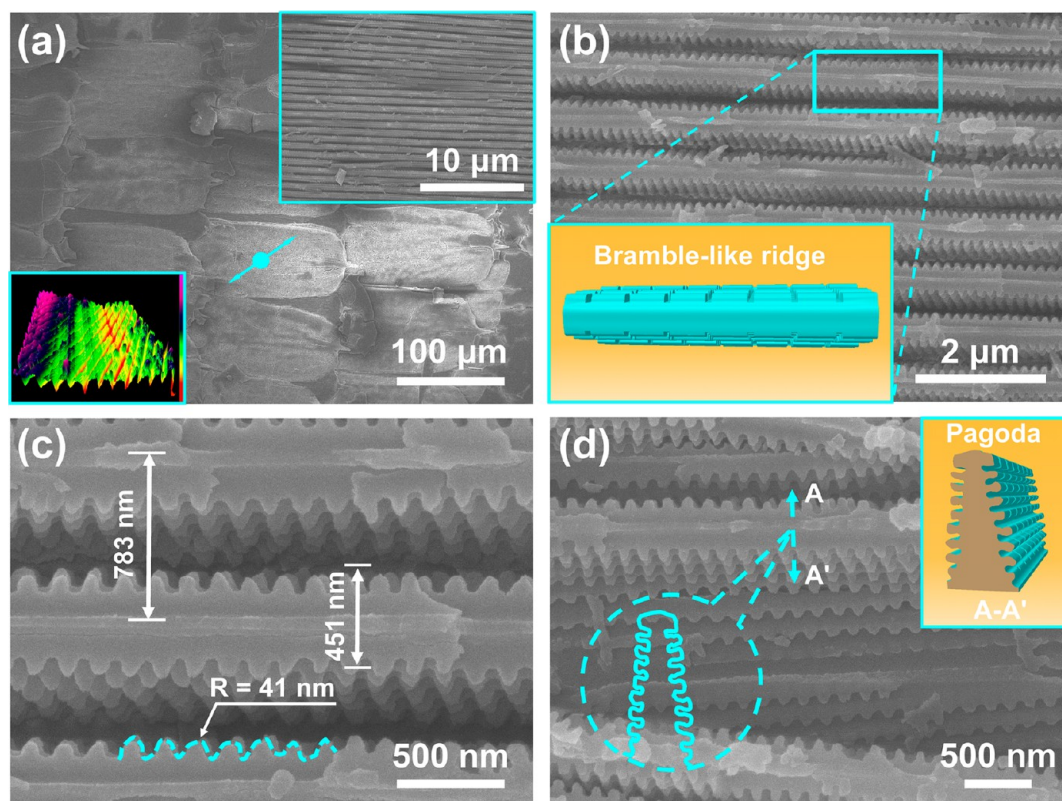 (a)
10 μm
100 μm
(b)
Bramble-like ridge
2 μm
(c)
783 nm
451 nm
R = 41 nm
500 nm
(d)
Pagoda
A
A'
A-A'
500 nm